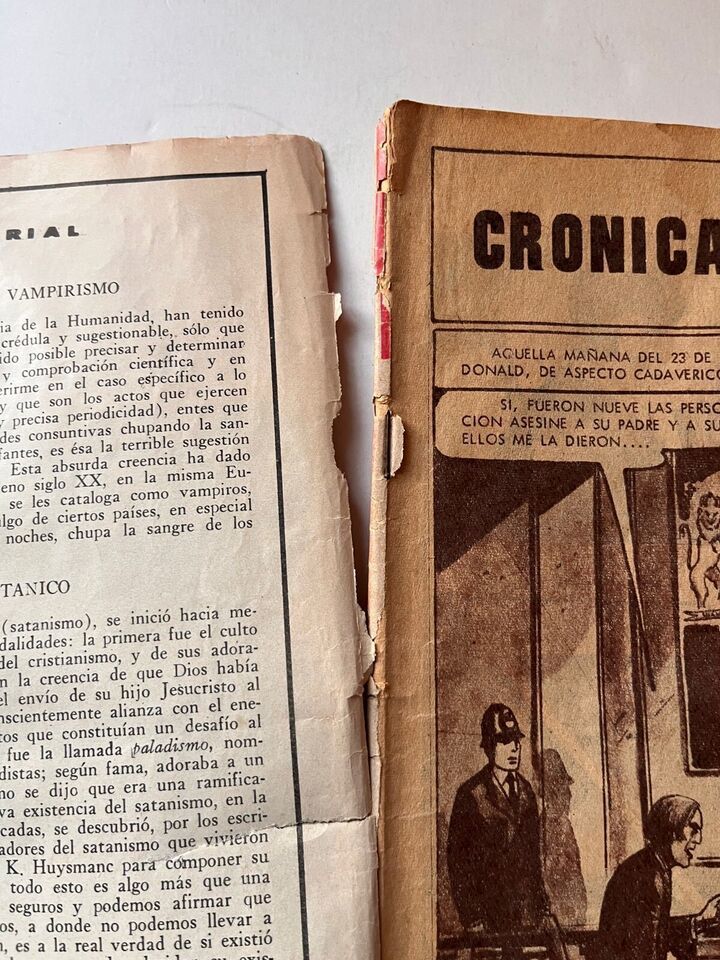 RIAL
VAMPIRISMO
ia de la Humanidad, han tenido
crédula y sugestionable, sólo que
ido posible precisar y determinar
y comprobación científica y en
erirme en el caso específico a lo
y que son los actos que ejercen
y precisa periodicidad), entes que
des consuntivas chupando la san-
fantes, es ésa la terrible sugestión
Esta absurda creencia ha dado
eno siglo XX, en la misma Eu-
se les cataloga como vampiros,
ulgo de ciertos países, en especial
noches, chupa la sangre de los
TANICO
(satanismo), se inició hacia me-
dalidades: la primera fue el culto
del cristianismo, y de sus adora-
n la creencia de que Dios había
el envío de su hijo Jesucristo al
nscientemente alianza con el ene-
tos que constituían un desafío al
fue la llamada paladismo, nom-
distas; según fama, adoraba a un
no se dijo que era una ramifica-
va existencia del satanismo, en la
cadas, se descubrió, por los escri-
adores del satanismo que vivieron
K. Huysmanc para componer su
todo esto es algo más que una
seguros y podemos afirmar que
os, a donde no podemos llevar a
n, es a la real verdad de si existió
CRONICA
AQUELLA MAÑANA DEL 23 DE
DONALD, DE ASPECTO CADAVERICO
SI, FUERON NUEVE LAS PERSO
CION ASESINE A SU PADRE Y A SU
ELLOS ME LA DIERON....